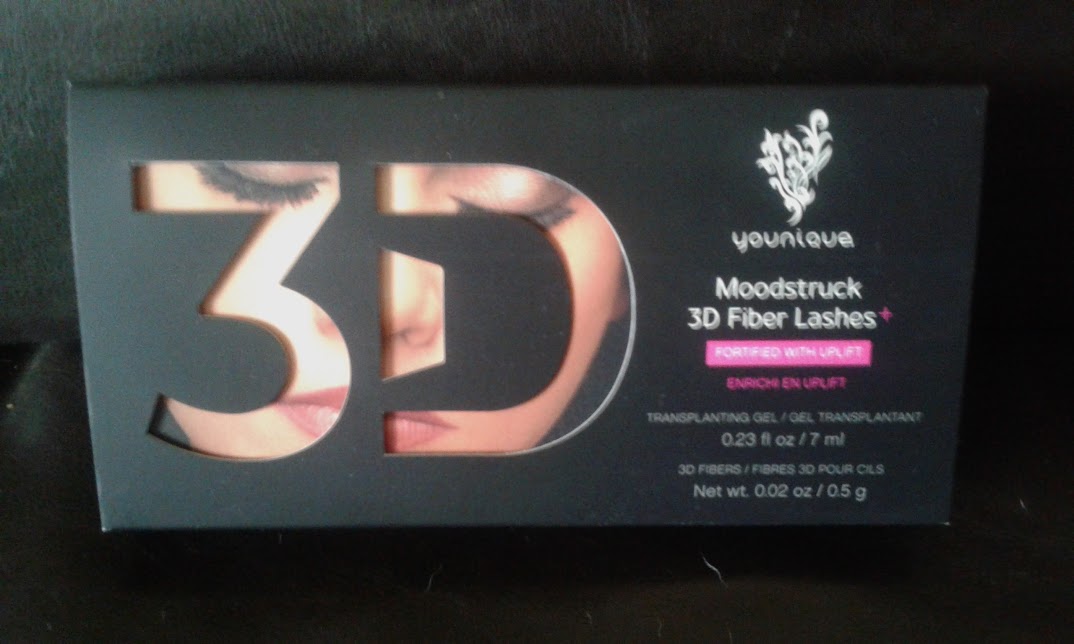 3D
younique
Moodstruck
3D Fiber Lashes+
FORTIFIED WITH UPLIFT
ENRICHI EN UPLIFT
TRANSPLANTING GEL / GEL TRANSPLANTANT
0.23 fl oz / 7 ml
3D FIBERS / FIBRES 3D POUR CILS
Net wt. 0.02 oz / 0.5 g